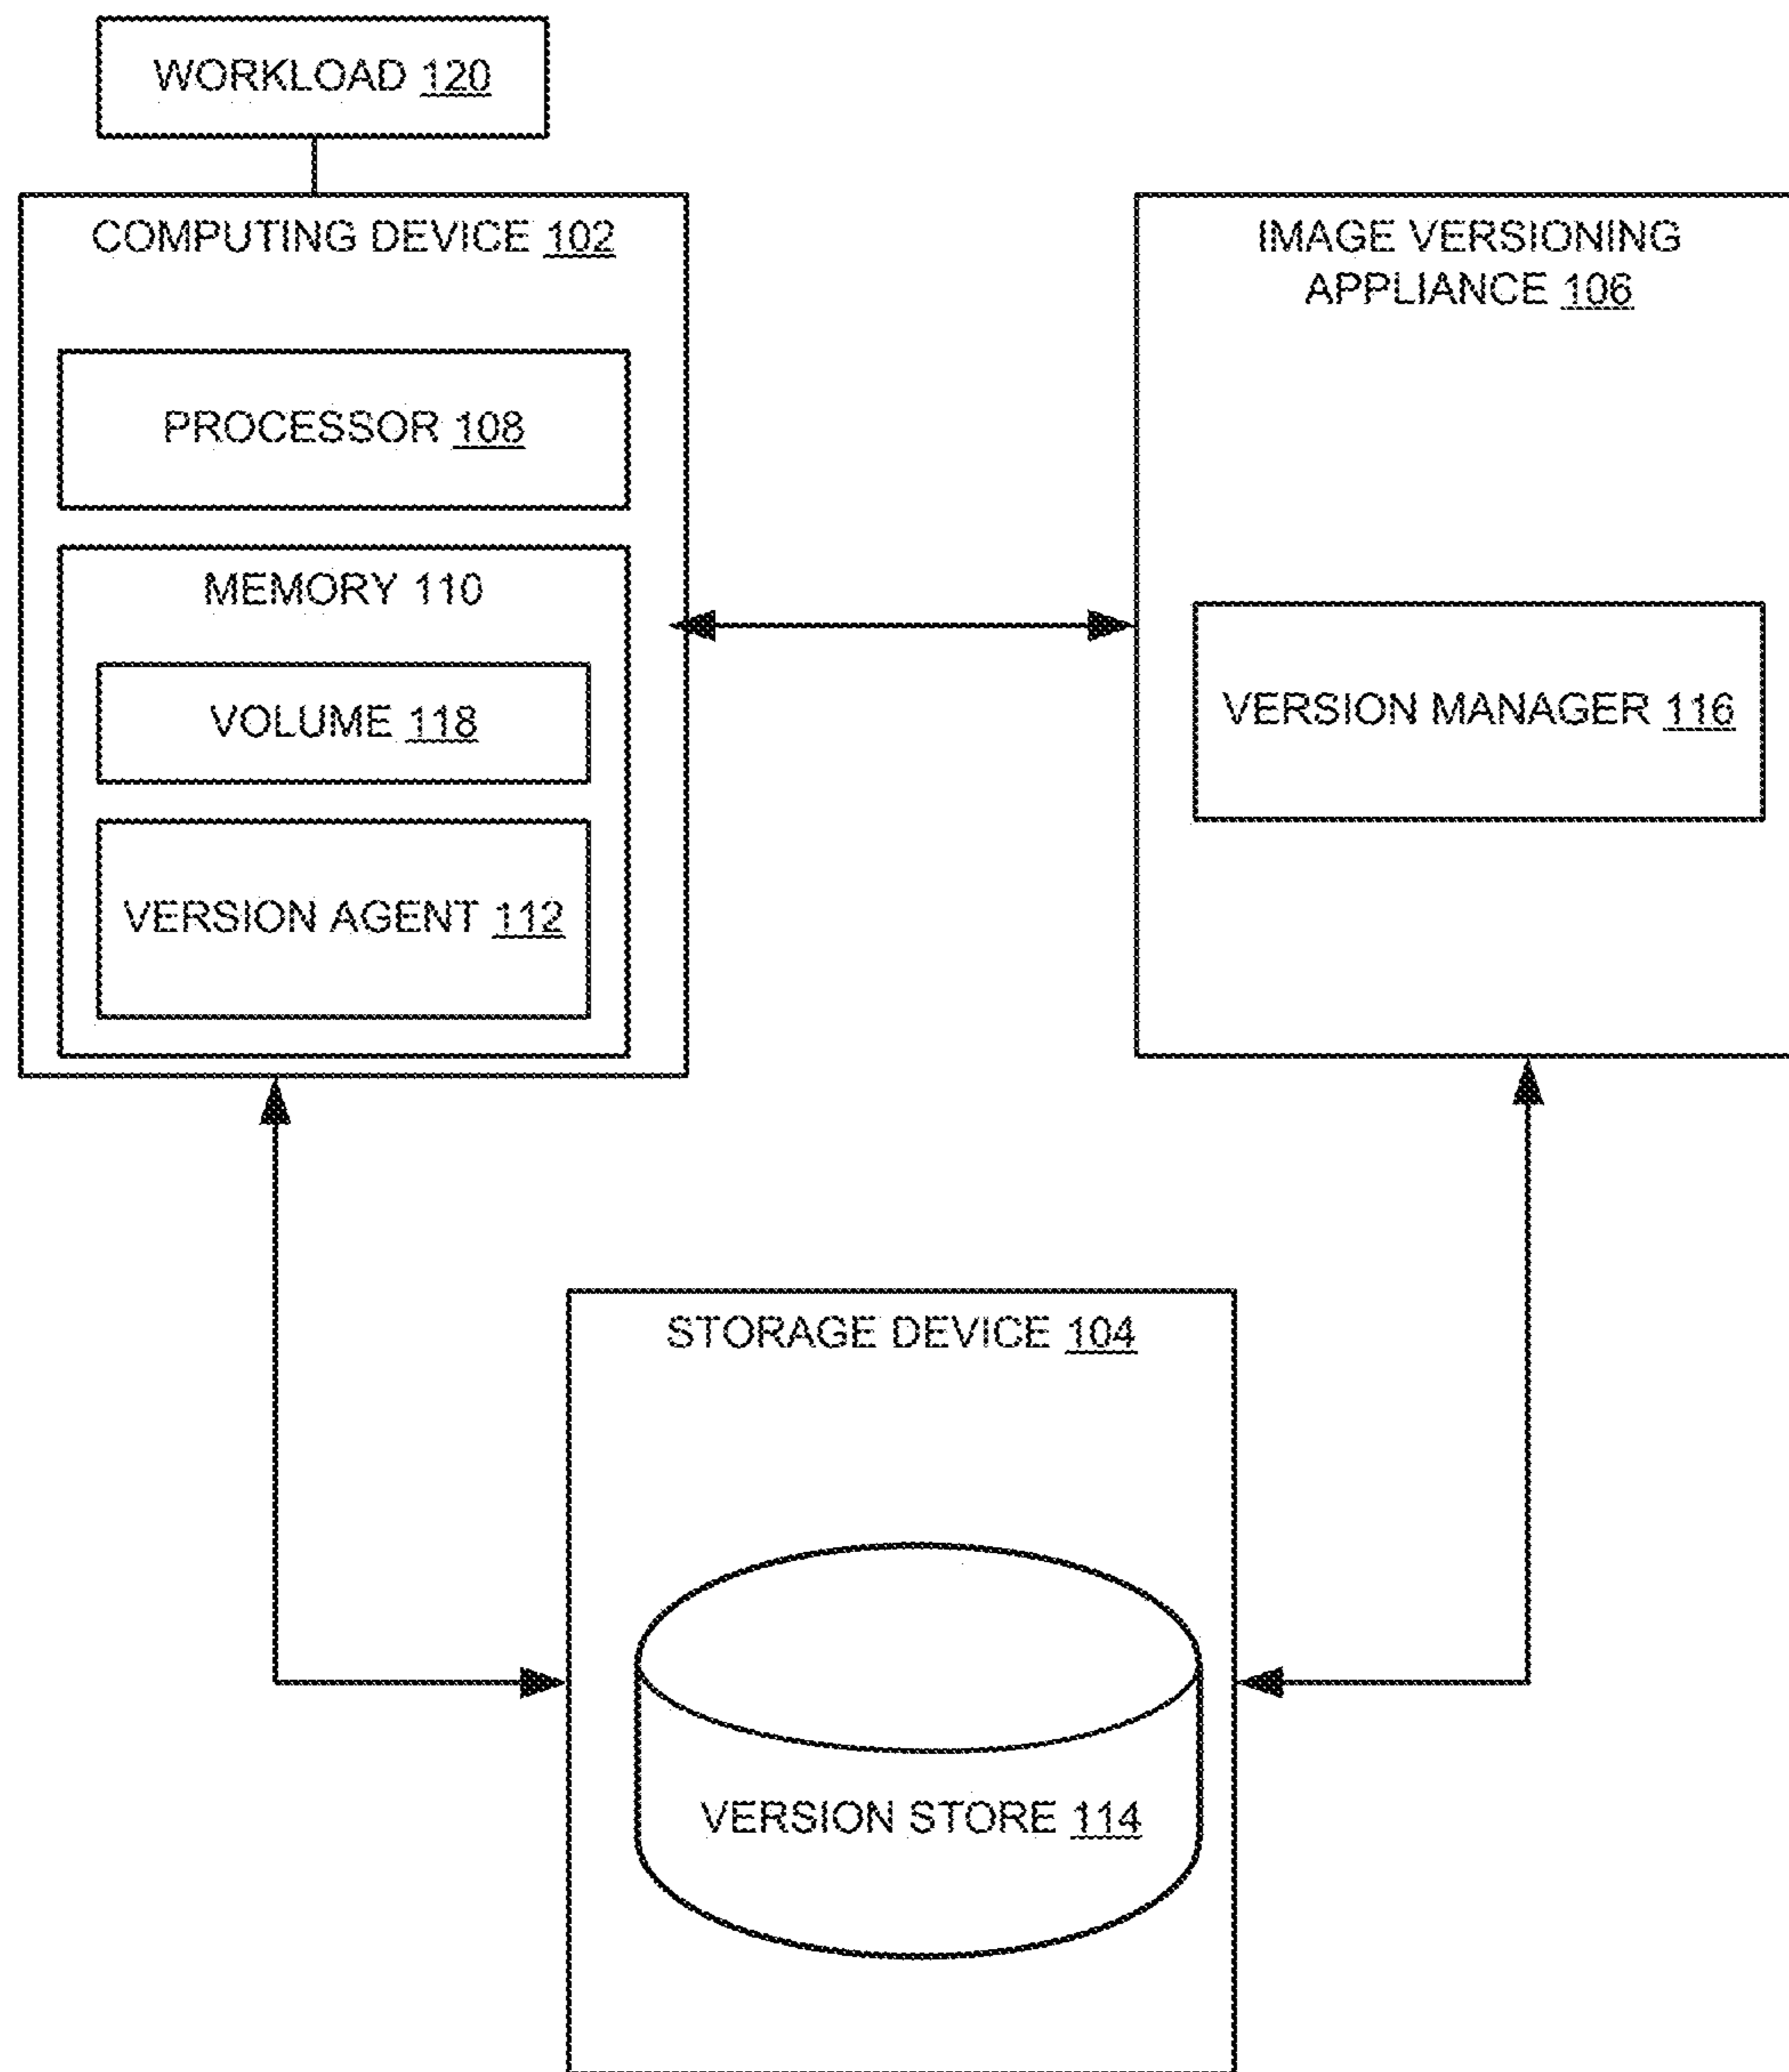 WORKLOAD 120
COMPUTING DEVICE 102
PROCESSOR 108
MEMORY 110
VOLUME 118
VERSION AGENT 112
IMAGE VERSIONING
APPLIANCE 106
VERSION MANAGER 116
STORAGE DEVICE 104
VERSION STORE 114